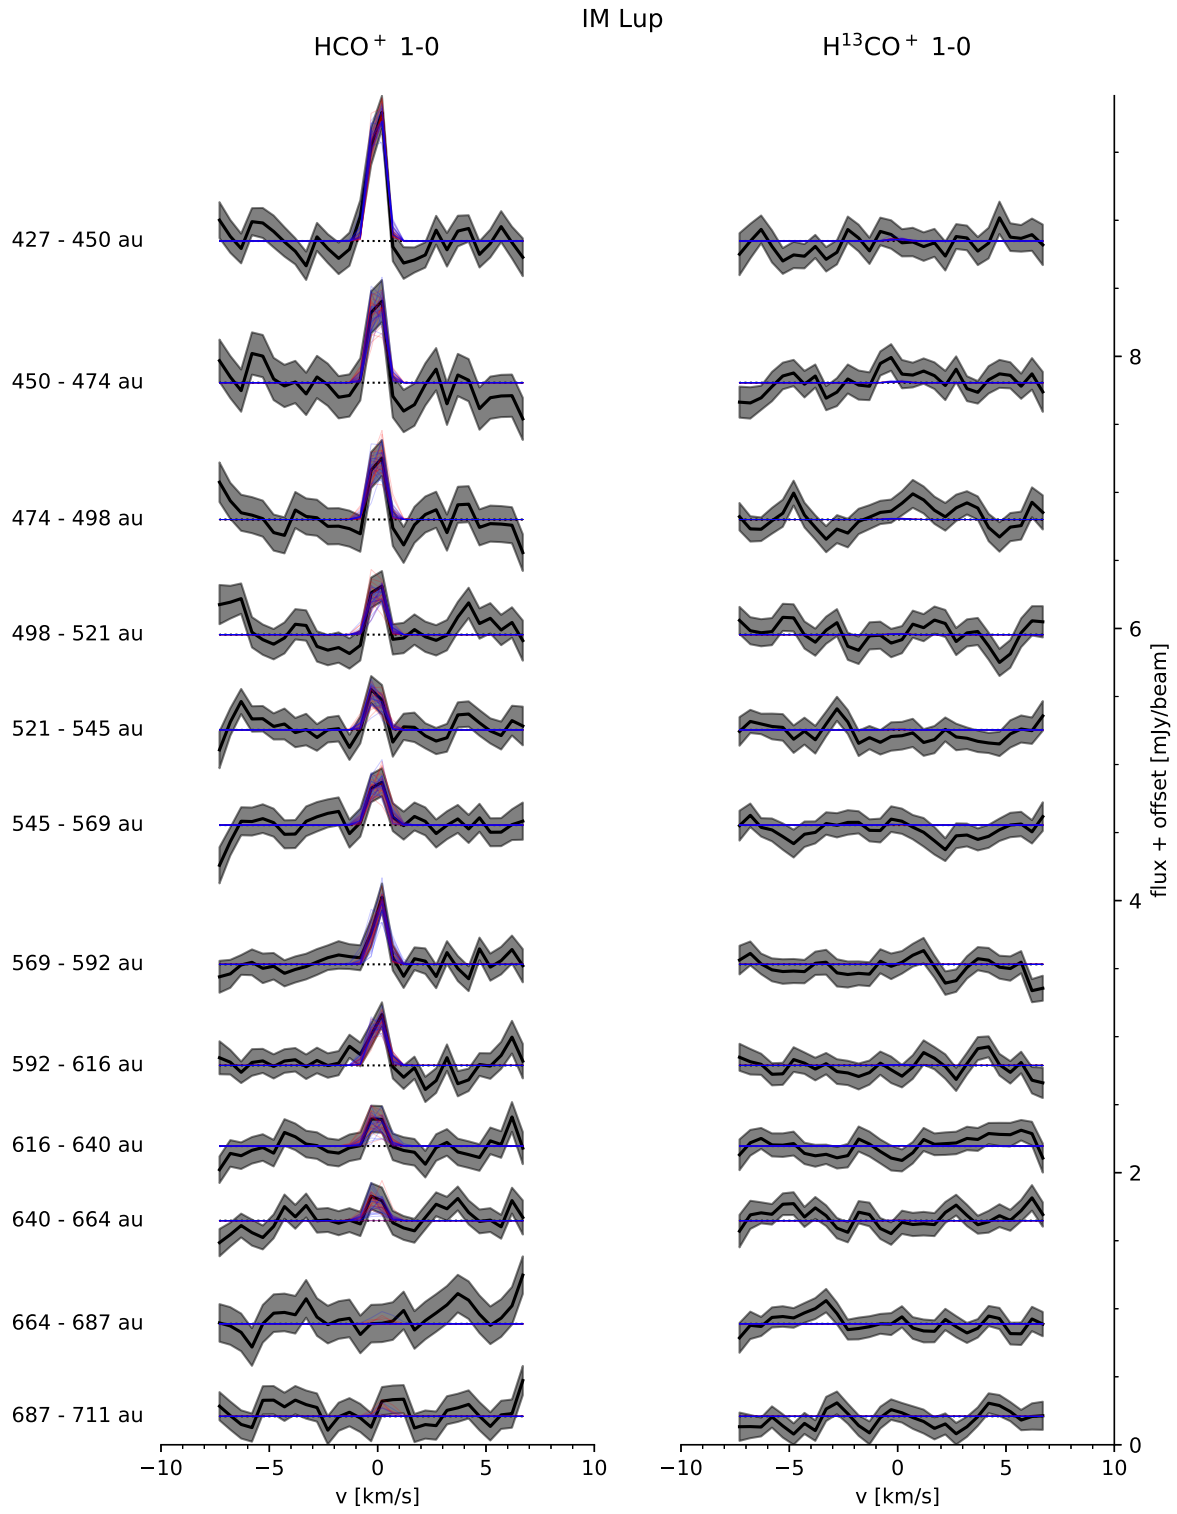 IM Lup
HCO⁺ 1-0
H¹³CO⁺ 1-0
427 - 450 au
450 - 474 au
474 - 498 au
498 - 521 au
521 - 545 au
545 - 569 au
569 - 592 au
592 - 616 au
616 - 640 au
640 - 664 au
664 - 687 au
687 - 711 au
8
6
4
2
0
flux + offset [mJy/beam]
−10 −5 0 5 10
v [km/s]
−10 −5 0 5 10
v [km/s]